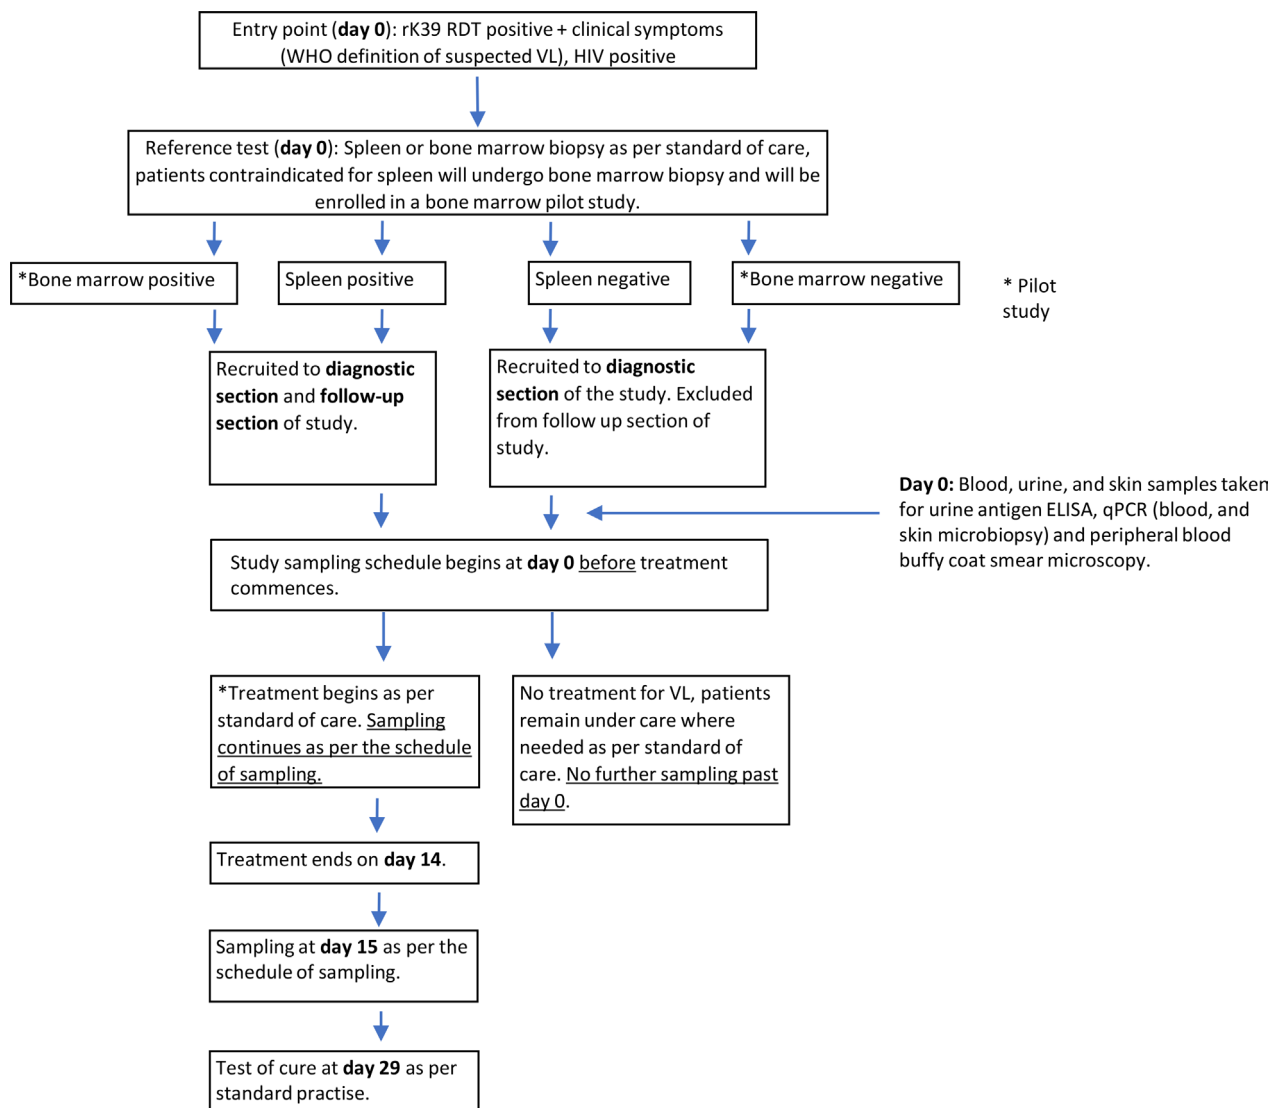 Entry point (day 0): rK39 RDT positive + clinical symptoms
(WHO definition of suspected VL), HIV positive
Reference test (day 0): Spleen or bone marrow biopsy as per standard of care,
patients contraindicated for spleen will undergo bone marrow biopsy and will be
enrolled in a bone marrow pilot study.
*Bone marrow positive
Spleen positive
Spleen negative
*Bone marrow negative
* Pilot
study
Recruited to diagnostic
section and follow-up
section of study.
Recruited to diagnostic
section of the study. Excluded
from follow up section of
study.
Day 0: Blood, urine, and skin samples taken
for urine antigen ELISA, qPCR (blood, and
skin microbiopsy) and peripheral blood
buffy coat smear microscopy.
Study sampling schedule begins at day 0 before treatment
commences.
*Treatment begins as per
standard of care. Sampling
continues as per the schedule
of sampling.
No treatment for VL, patients
remain under care where
needed as per standard of
care. No further sampling past
day 0.
Treatment ends on day 14.
Sampling at day 15 as per the
schedule of sampling.
Test of cure at day 29 as per
standard practise.